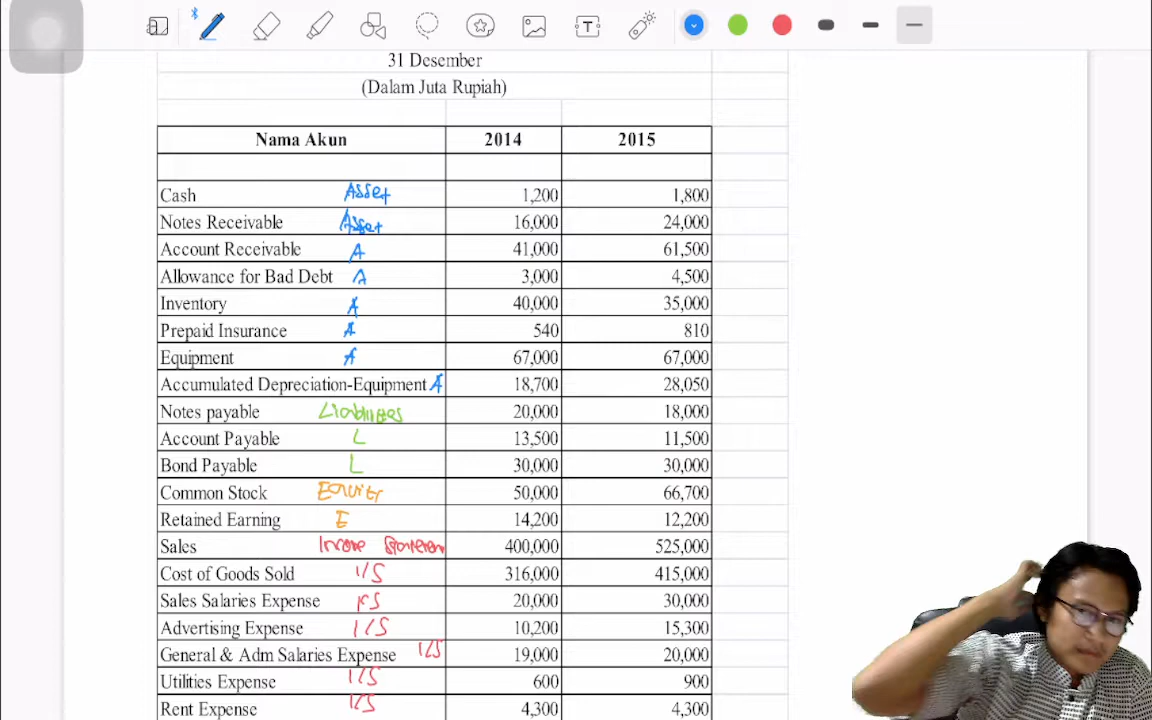 31 Desember
(Dalam Juta Rupiah)
Nama Akun 2014 2015
Cash Asset 1,200 1,800
Notes Receivable Asset 16,000 24,000
Account Receivable A 41,000 61,500
Allowance for Bad Debt A 3,000 4,500
Inventory A 40,000 35,000
Prepaid Insurance A 540 810
Equipment A 67,000 67,000
Accumulated Depreciation-Equipment A 18,700 28,050
Notes payable Liabilities 20,000 18,000
Account Payable L 13,500 11,500
Bond Payable L 30,000 30,000
Common Stock Equity 50,000 66,700
Retained Earning E 14,200 12,200
Sales Income Statement 400,000 525,000
Cost of Goods Sold I/S 316,000 415,000
Sales Salaries Expense I/S 20,000 30,000
Advertising Expense I/S 10,200 15,300
General & Adm Salaries Expense I/S 19,000 20,000
Utilities Expense I/S 600 900
Rent Expense I/S 4,300 4,300